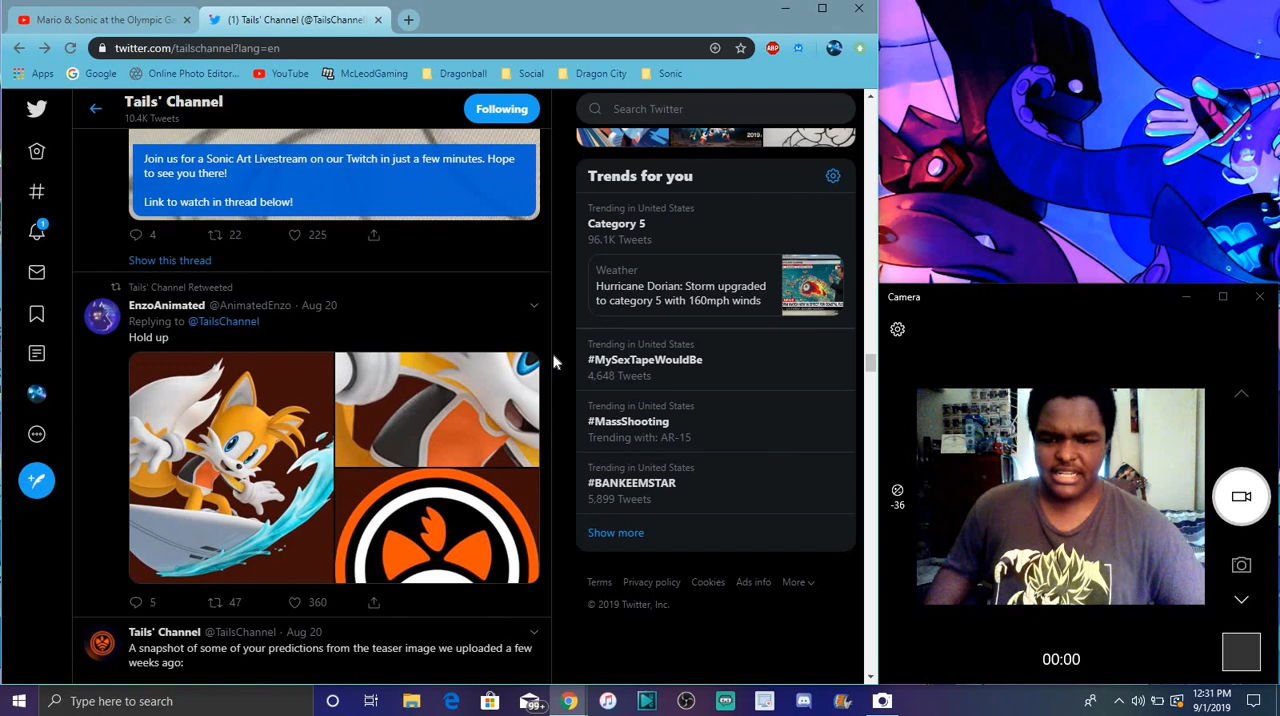 Mario & Sonic at the Olympic Ga
(1) Tails' Channel (@TailsChannel
twitter.com/tailschannel?lang=en
ABP
Apps
Google
Online Photo Editor...
YouTube
McLeodGaming
Dragonball
Social
Dragon City
Sonic
Tails' Channel
10.4K Tweets
Following
Search Twitter
Join us for a Sonic Art Livestream on our Twitch in just a few minutes. Hope
to see you there!
Link to watch in thread below!
4
22
225
Show this thread
Tails' Channel Retweeted
EnzoAnimated @AnimatedEnzo · Aug 20
Replying to @TailsChannel
Hold up
5
47
360
Tails' Channel @TailsChannel · Aug 20
A snapshot of some of your predictions from the teaser image we uploaded a few
weeks ago:
1
Trends for you
Trending in United States
Category 5
96.1K Tweets
Weather
Hurricane Dorian: Storm upgraded
to category 5 with 160mph winds
Trending in United States
#MySexTapeWouldBe
4,648 Tweets
Trending in United States
#MassShooting
Trending with: AR-15
Trending in United States
#BANKEEMSTAR
5,899 Tweets
Show more
Terms
Privacy policy
Cookies
Ads info
More
© 2019 Twitter, Inc.
Camera
-36
00:00
Type here to search
99+
12:31 PM
9/1/2019